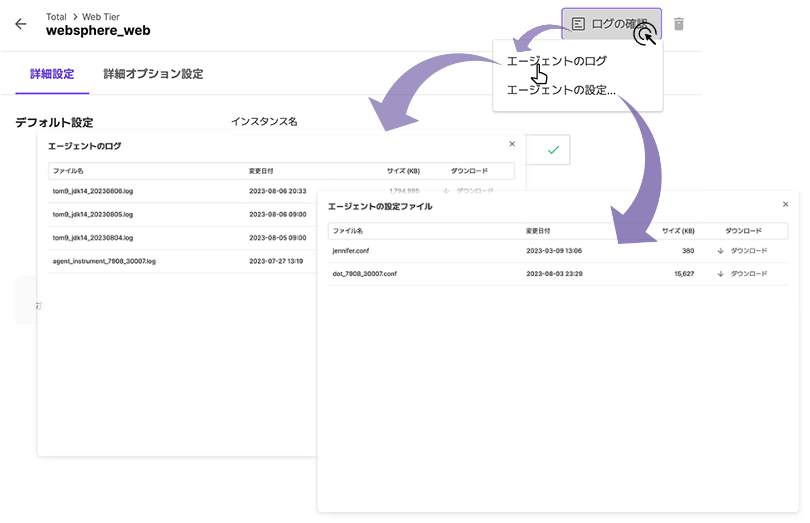 Total > Web Tier
websphere_web
ログの確認
エージェントのログ
エージェントの設定...
詳細設定 詳細オプション設定
デフォルト設定 インスタンス名
エージェントのログ
ファイル名 変更日付 サイズ (KB) ダウンロード
tom9_jdk14_20230806.log 2023-08-06 20:33 1,794,995 ダウンロード
tom9_jdk14_20230805.log 2023-08-06 09:00
tom9_jdk14_20230804.log 2023-08-05 09:00
agent_instrument_7908_30007.log 2023-07-27 13:19
エージェントの設定ファイル
ファイル名 変更日付 サイズ (KB) ダウンロード
jennifer.conf 2023-03-09 13:06 380 ダウンロード
dot_7908_30007.conf 2023-08-03 23:29 15,627 ダウンロード